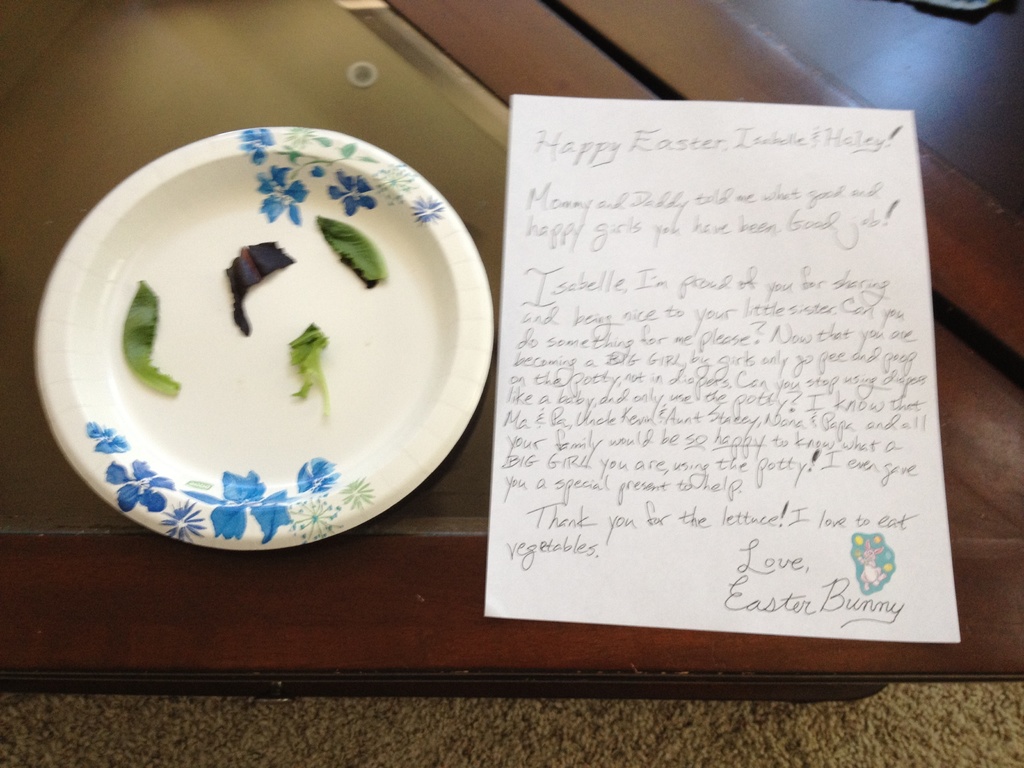 Happy Easter, Isabelle & Haley!
Mommy and Daddy told me what good and
happy girls you have been. Good job!
Isabelle, I'm proud of you for sharing
and being nice to your little sister. Can you
do something for me please? Now that you are
becoming a BIG GIRL, big girls only go pee and poop
on the potty, not in diapers. Can you stop using diapers
like a baby, and only use the potty? I know that
Ma & Pa, Uncle Kevin & Aunt Stacey, Nana & Papa, and all
your family would be so happy to know what a
BIG GIRL you are, using the potty! I even gave
you a special present to help.
Thank you for the lettuce! I love to eat
vegetables.
Love,
Easter Bunny